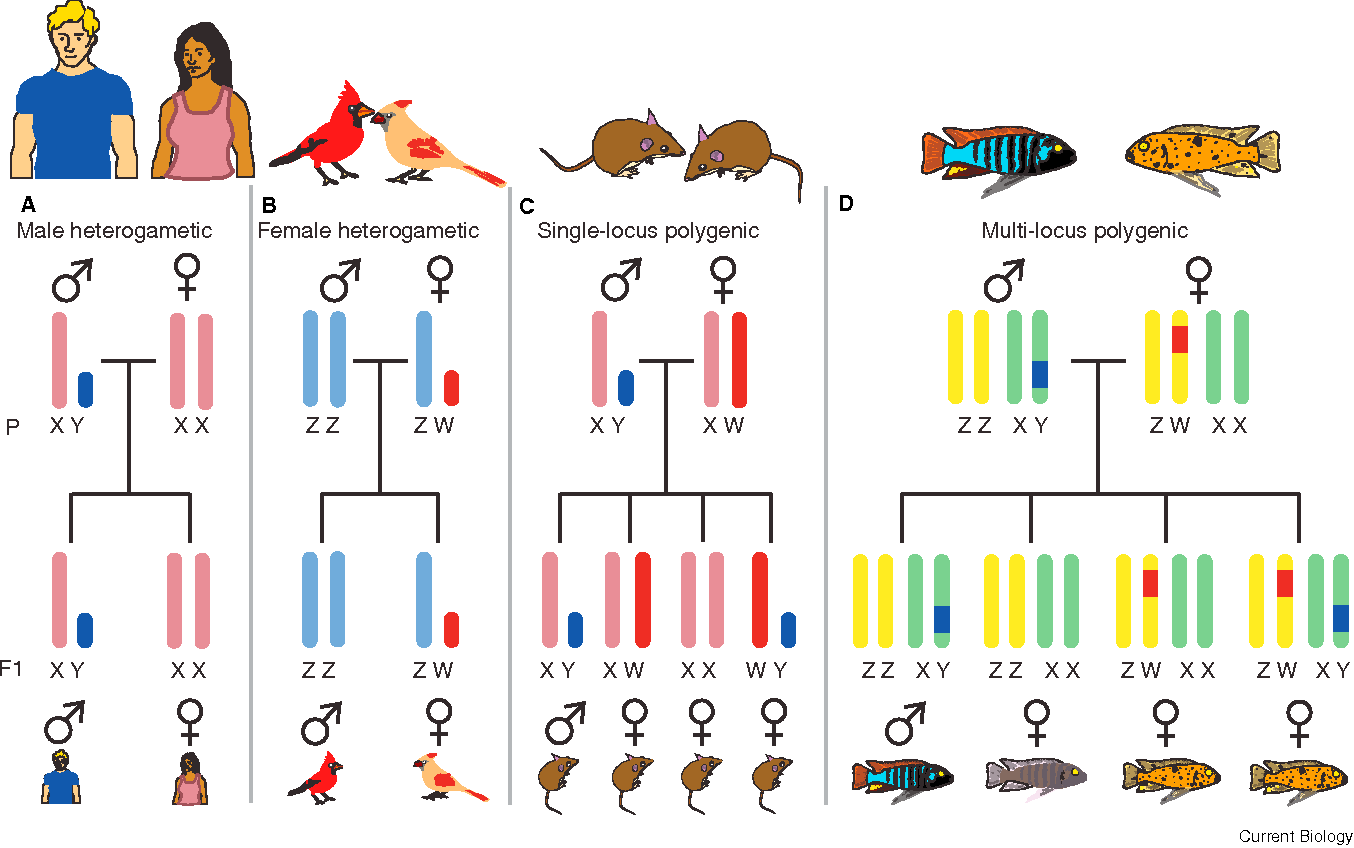 A
Male heterogametic
♂ ♀
P
X Y
X X
F1
X Y
X X
♂ ♀
B
Female heterogametic
♂ ♀
Z Z
Z W
Z Z
Z W
♂ ♀
C
Single-locus polygenic
♂ ♀
X Y
X W
X Y
X W
X X
W Y
♂ ♀ ♀ ♀
D
Multi-locus polygenic
♂ ♀
Z Z X Y
Z W X X
Z Z X Y
Z Z X X
Z W X X
Z W X Y
♂ ♀ ♀ ♀
Current Biology